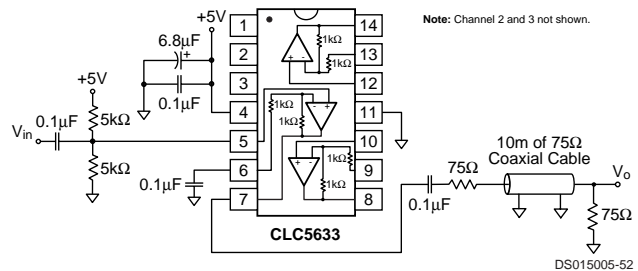 Note: Channel 2 and 3 not shown.
+5V
6.8µF
+
0.1µF
+5V
5kΩ
0.1µF
Vin
5kΩ
0.1µF
1
2
3
4
5
6
7
14
13
12
11
10
9
8
1kΩ
1kΩ
+ -
1kΩ
1kΩ
- +
+ -
1kΩ
1kΩ
CLC5633
0.1µF
75Ω
10m of 75Ω
Coaxial Cable
Vo
75Ω
DS015005-52